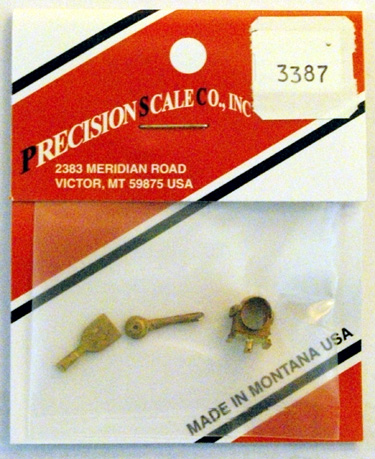 3387
PRECISION SCALE CO., INC
2383 MERIDIAN ROAD
VICTOR, MT 59875 USA
MADE IN MONTANA USA